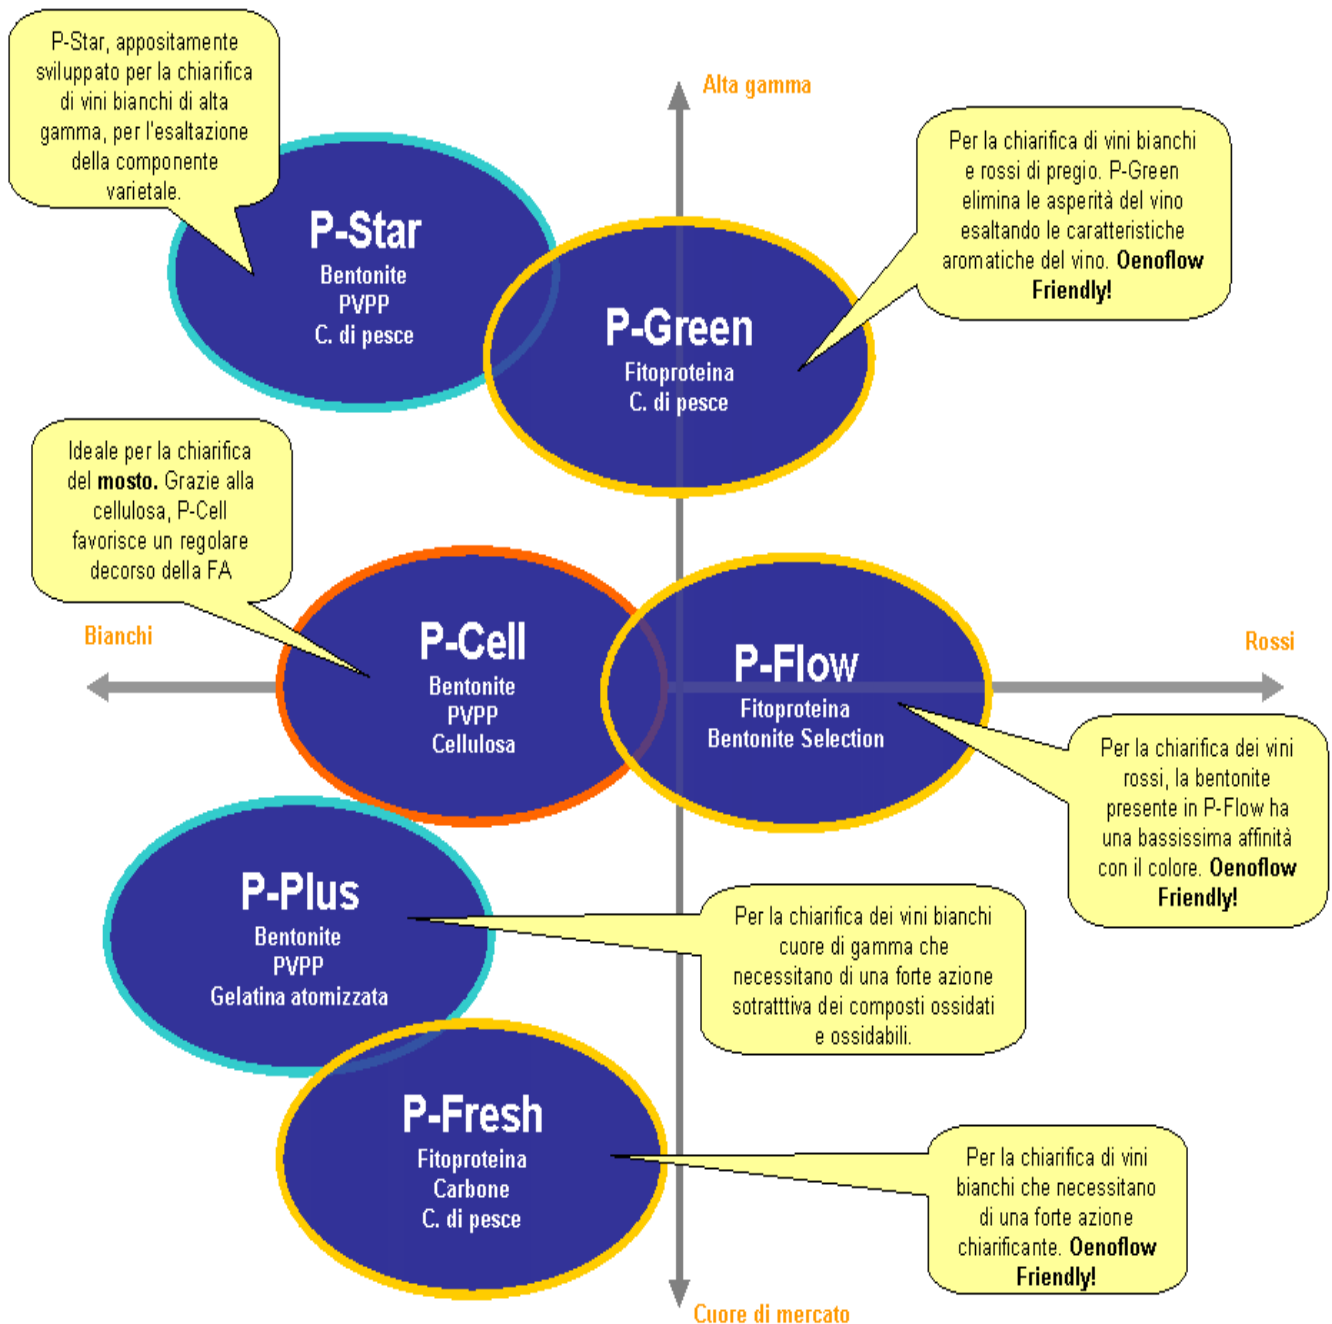 P-Star, appositamente
sviluppato per la chiarifica
di vini bianchi di alta
gamma, per l'esaltazione
della componente
varietale.
Alta gamma
Per la chiarifica di vini bianchi
e rossi di pregio. P-Green
elimina le asperità del vino
esaltando le caratteristiche
aromatiche del vino. Oenoflow
Friendly!
P-Star
Bentonite
PVPP
C. di pesce
P-Green
Fitoproteina
C. di pesce
Ideale per la chiarifica
del mosto. Grazie alla
cellulosa, P-Cell
favorisce un regolare
decorso della FA
Bianchi
Rossi
P-Cell
Bentonite
PVPP
Cellulosa
P-Flow
Fitoproteina
Bentonite Selection
Per la chiarifica dei vini
rossi, la bentonite
presente in P-Flow ha
una bassissima affinità
con il colore. Oenoflow
Friendly!
P-Plus
Bentonite
PVPP
Gelatina atomizzata
Per la chiarifica dei vini bianchi
cuore di gamma che
necessitano di una forte azione
sotratttiva dei composti ossidati
e ossidabili.
P-Fresh
Fitoproteina
Carbone
C. di pesce
Per la chiarifica di vini
bianchi che necessitano
di una forte azione
chiarificante. Oenoflow
Friendly!
Cuore di mercato